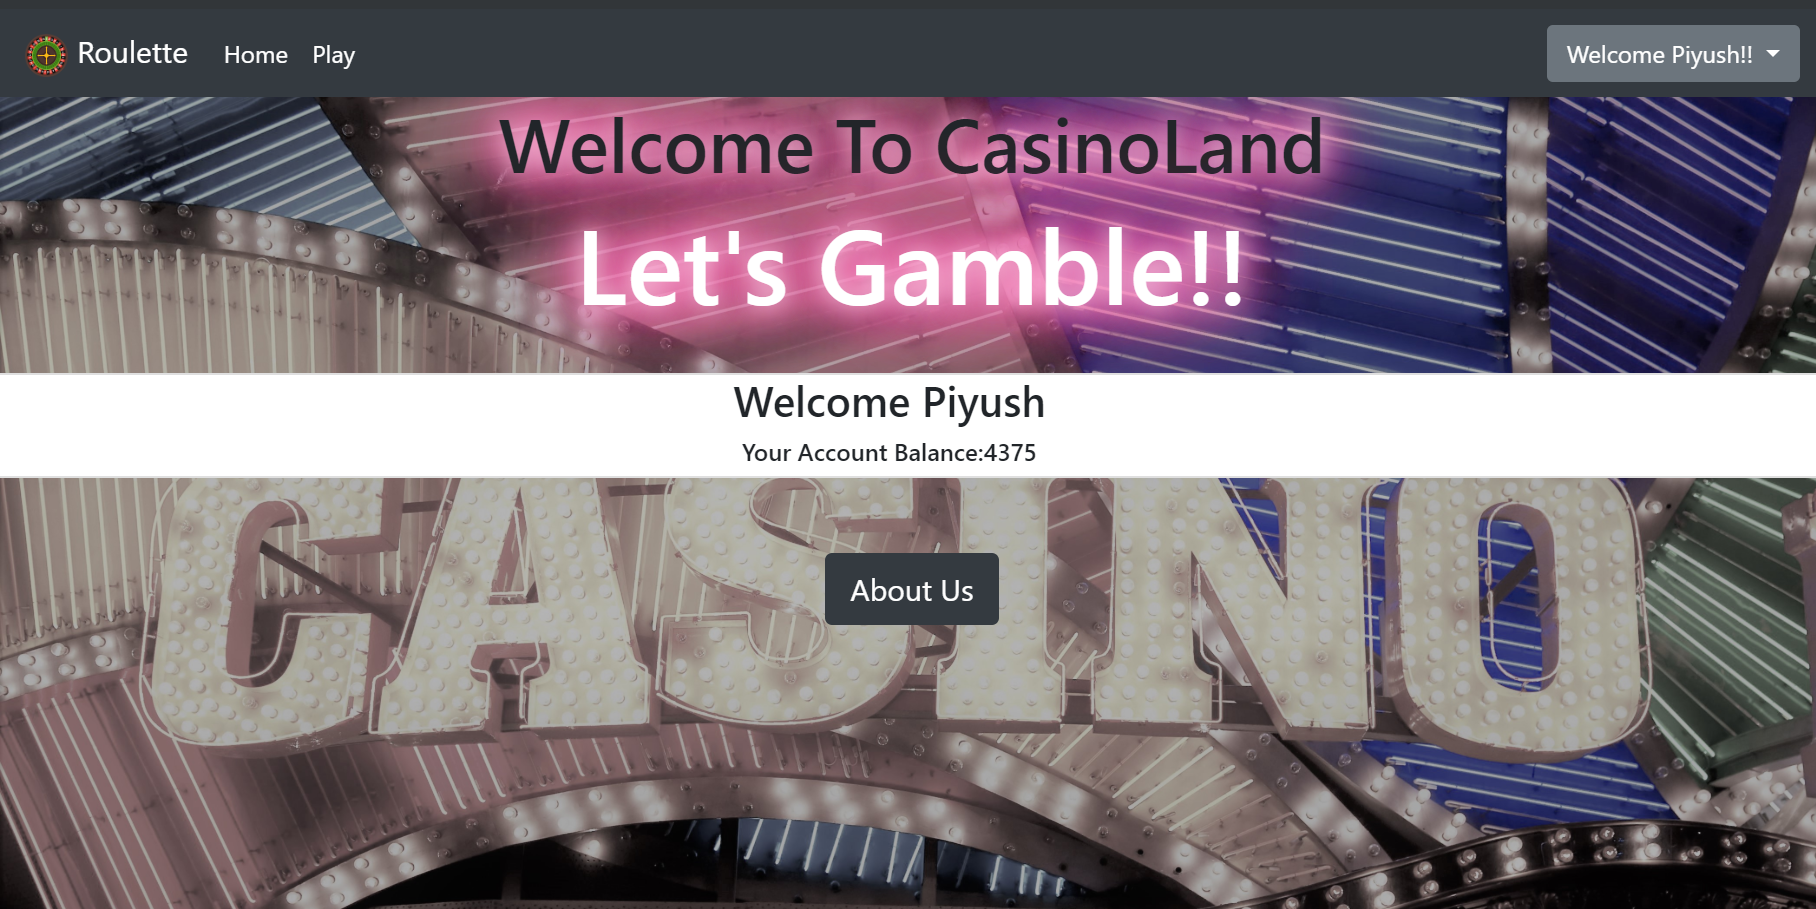 Roulette Home Play Welcome Piyush!!
Welcome To CasinoLand
Let's Gamble!!
Welcome Piyush
Your Account Balance:4375
CASINO
About Us